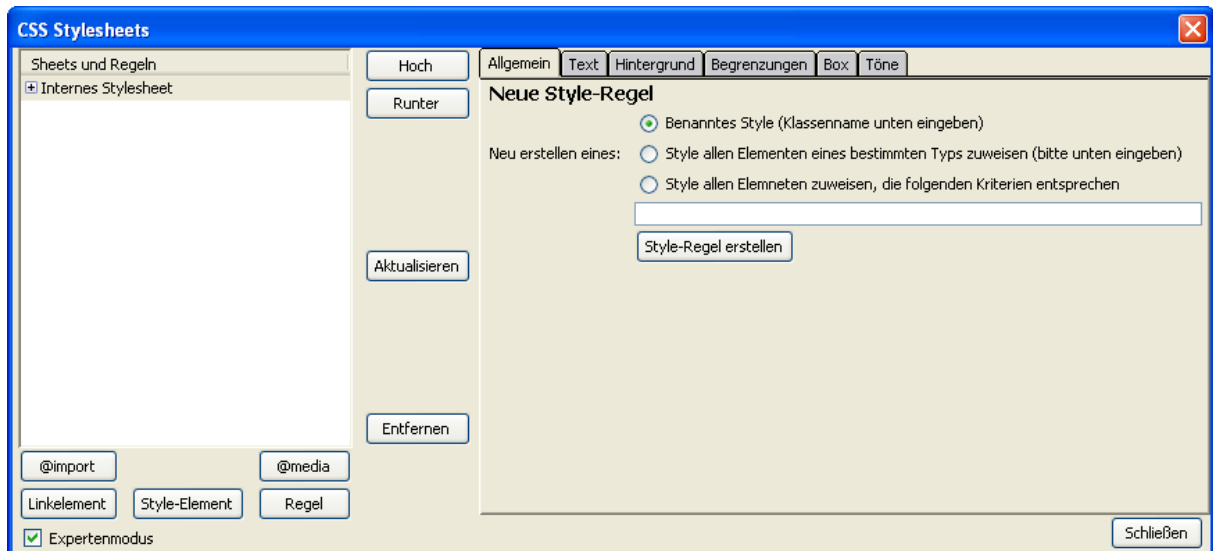 CSS Stylesheets
Sheets und Regeln
Internes Stylesheet
Hoch
Runter
Aktualisieren
Entfernen
@import
@media
Linkelement
Style-Element
Regel
Expertenmodus
Allgemein Text Hintergrund Begrenzungen Box Töne
Neue Style-Regel
Neu erstellen eines:
Benanntes Style (Klassenname unten eingeben)
Style allen Elementen eines bestimmten Typs zuweisen (bitte unten eingeben)
Style allen Elemneten zuweisen, die folgenden Kriterien entsprechen
Style-Regel erstellen
Schließen